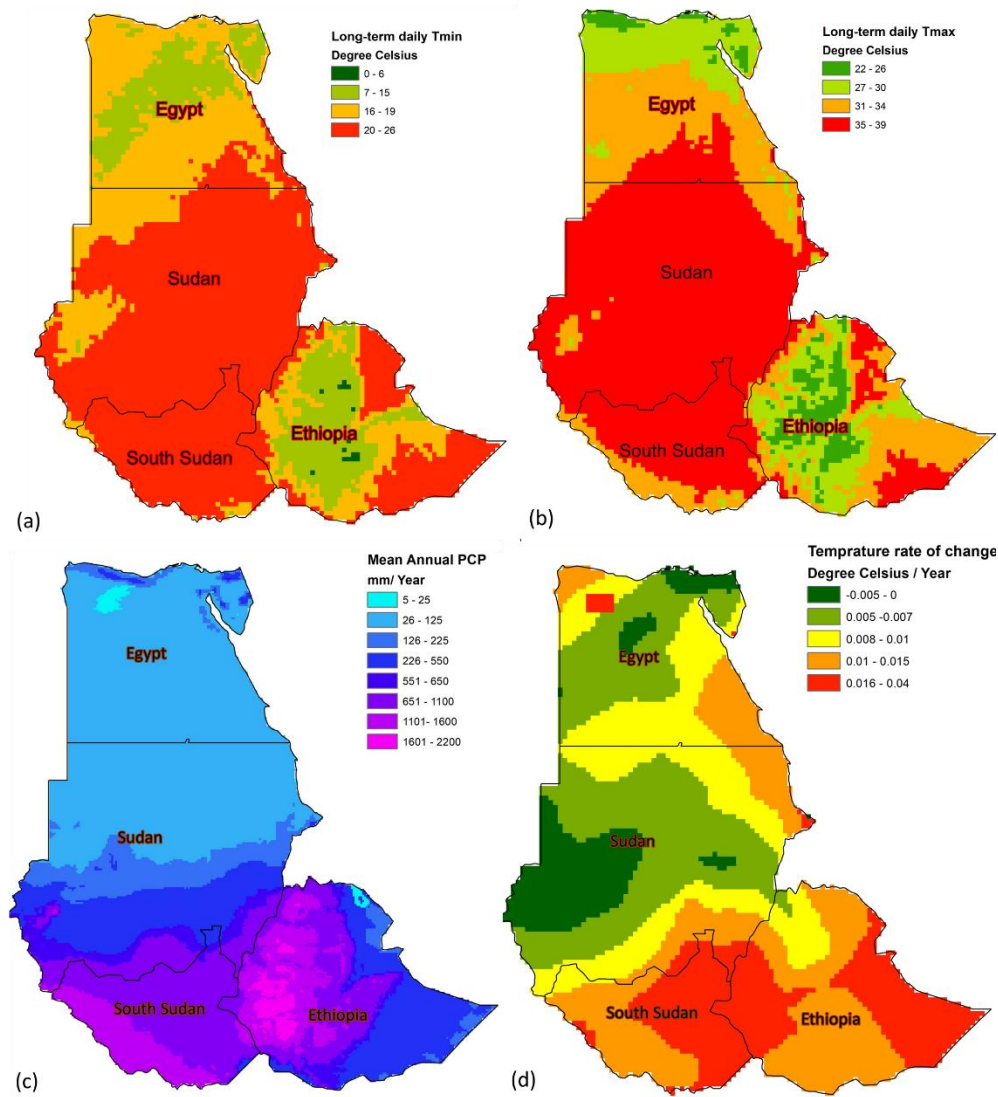 Long-term daily Tmin
Degree Celsius
0 - 6
7 - 15
16 - 19
20 - 26
Egypt
Sudan
South Sudan
Ethiopia
(a)
(b)
Long-term daily Tmax
Degree Celsius
22 - 26
27 - 30
31 - 34
35 - 39
Egypt
Sudan
South Sudan
Ethiopia
Mean Annual PCP
mm/ Year
5 - 25
26 - 125
126 - 225
226 - 550
551 - 650
651 - 1100
1101- 1600
1601 - 2200
Egypt
Sudan
South Sudan
Ethiopia
(c)
Temprature rate of change
Degree Celsius / Year
-0.005 - 0
0.005 -0.007
0.008 - 0.01
0.01 - 0.015
0.016 - 0.04
Egypt
Sudan
South Sudan
Ethiopia
(d)